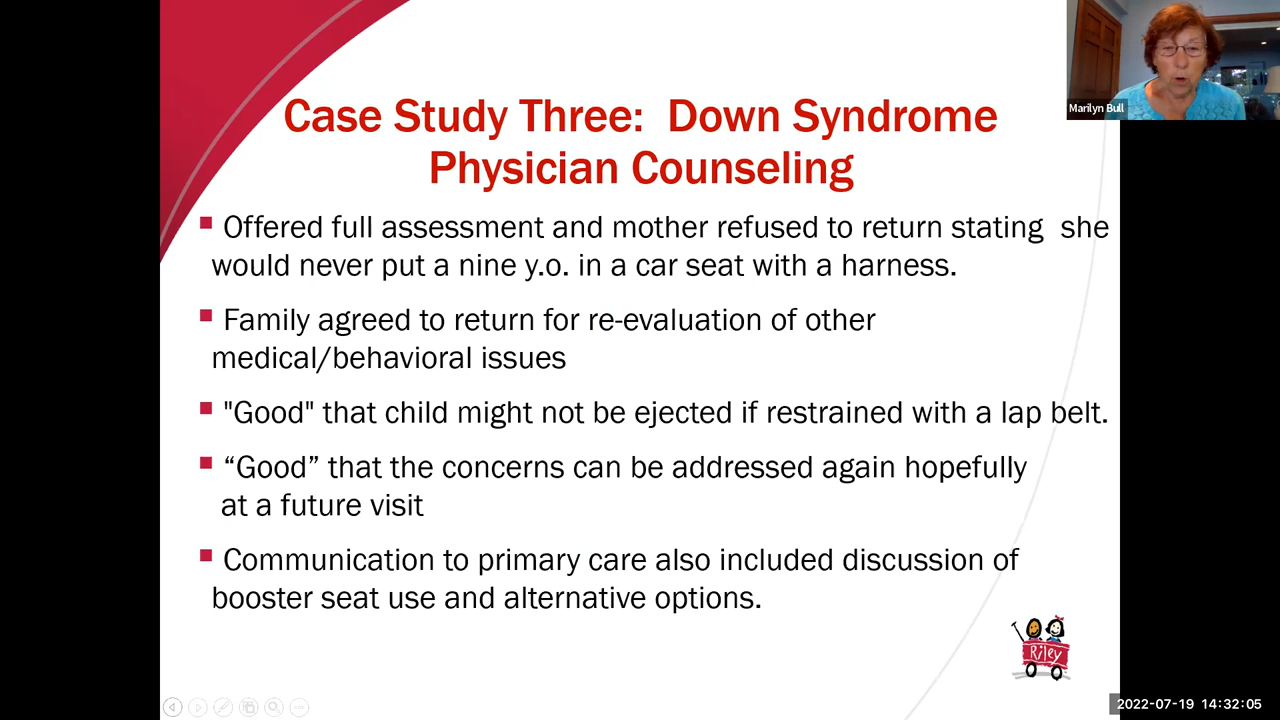 Case Study Three: Down Syndrome
Physician Counseling
Offered full assessment and mother refused to return stating she
would never put a nine y.o. in a car seat with a harness.
Family agreed to return for re-evaluation of other
medical/behavioral issues
"Good" that child might not be ejected if restrained with a lap belt.
“Good” that the concerns can be addressed again hopefully
at a future visit
Communication to primary care also included discussion of
booster seat use and alternative options.
Marilyn Bull
Riley
2022-07-19 14:32:05